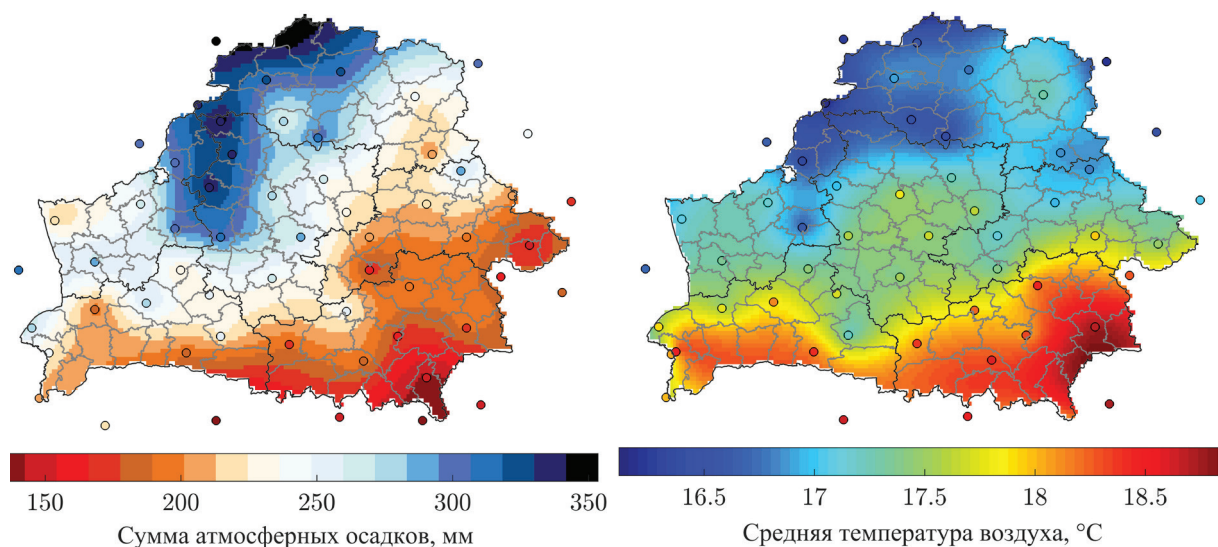 150 200 250 300 350
Сумма атмосферных осадков, мм
16.5 17 17.5 18 18.5
Средняя температура воздуха, °C